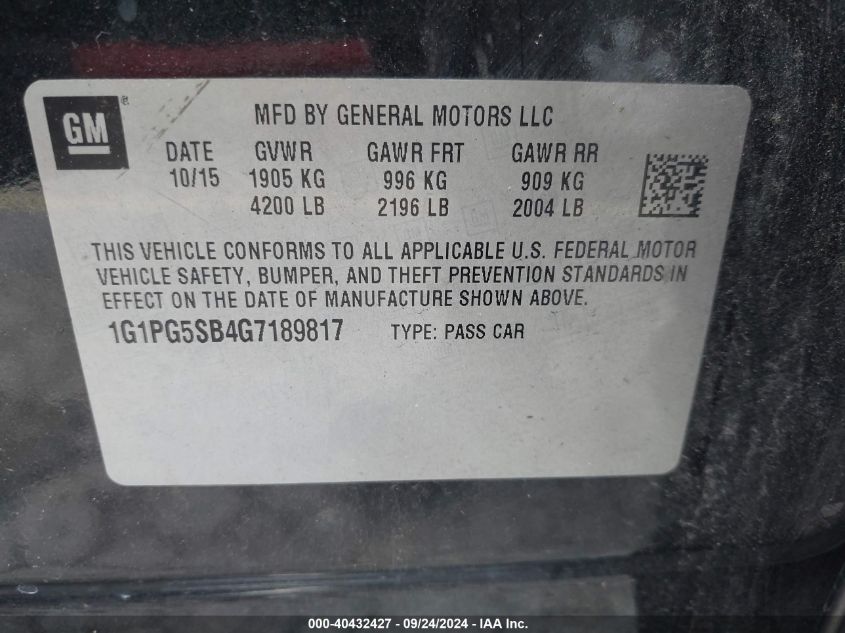 GM
®
MFD BY GENERAL MOTORS LLC
DATE GVWR GAWR FRT GAWR RR
10/15 1905 KG 996 KG 909 KG
4200 LB 2196 LB 2004 LB
THIS VEHICLE CONFORMS TO ALL APPLICABLE U.S. FEDERAL MOTOR
VEHICLE SAFETY, BUMPER, AND THEFT PREVENTION STANDARDS IN
EFFECT ON THE DATE OF MANUFACTURE SHOWN ABOVE.
1G1PG5SB4G7189817 TYPE: PASS CAR
000-40432427 - 09/24/2024 - IAA Inc.